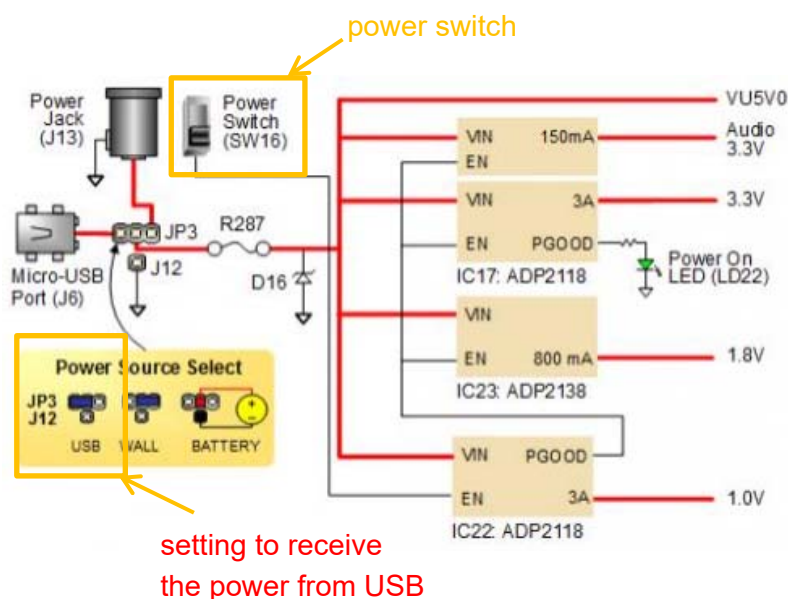 power switch
Power
Jack
(J13)
Power
Switch
(SW16)
VU5V0
VIN 150mA
EN
Audio
3.3V
VIN 3A
3.3V
EN PGOOD
IC17: ADP2118
Power On
LED (LD22)
JP3
R287
J12
D16
Micro-USB
Port (J6)
VIN
EN 800 mA
1.8V
IC23: ADP2138
Power Source Select
JP3
J12
USB WALL BATTERY
VIN PGOOD
EN 3A
1.0V
IC22: ADP2118
setting to receive
the power from USB